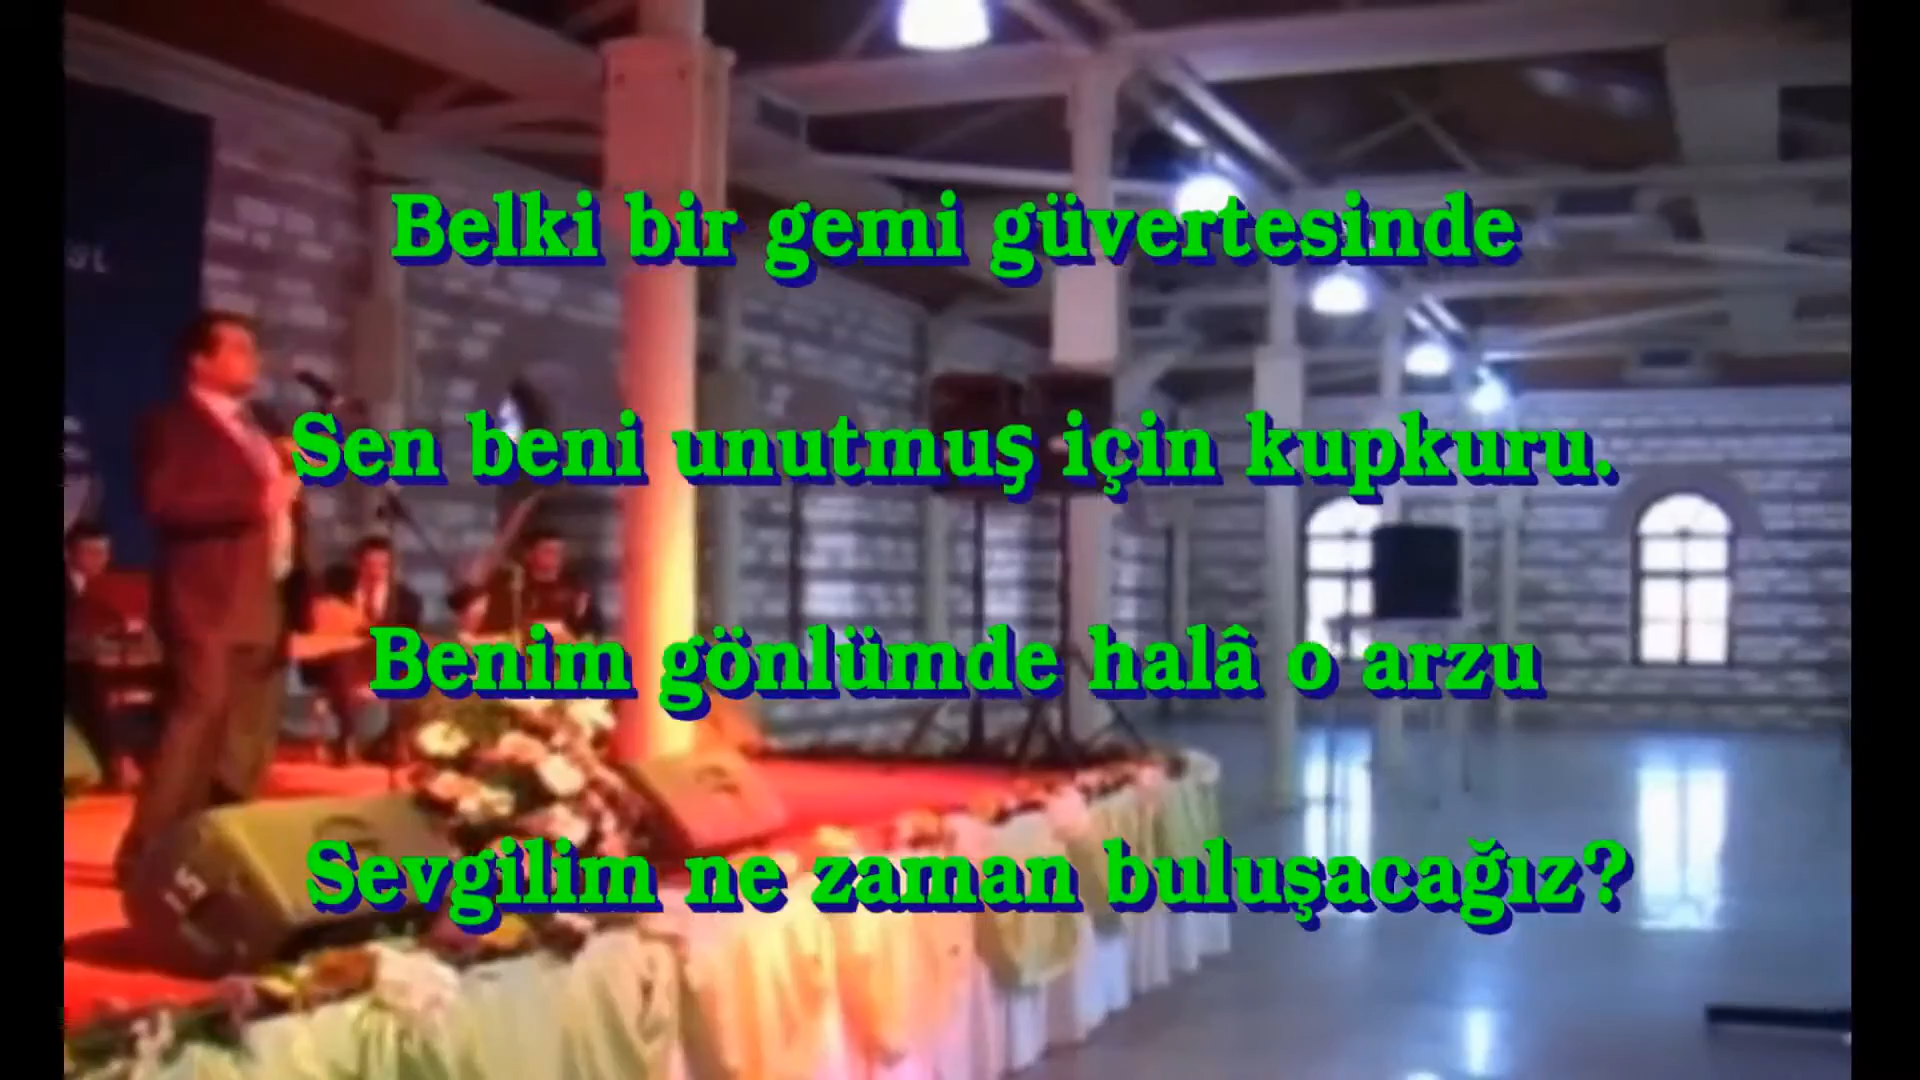 Belki bir gemi güvertesinde
Sen beni unutmuş için kupkuru.
Benim gönlümde halâ o arzu
Sevgilim ne zaman buluşacağız?